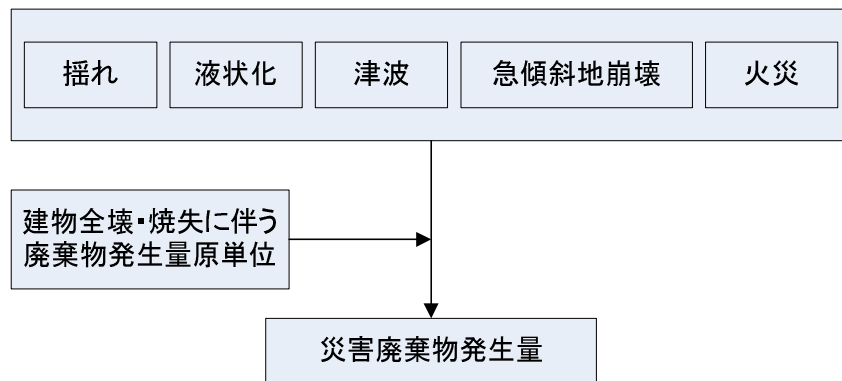 揺れ
液状化
津波
急傾斜地崩壊
火災
建物全壊・焼失に伴う
廃棄物発生量原単位
災害廃棄物発生量